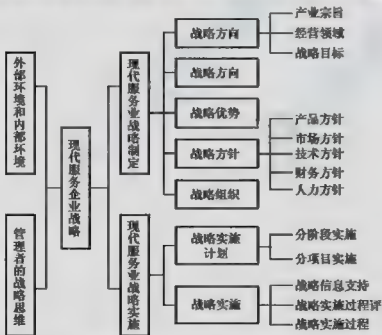 外部环境和内部环境
管理者的战略思维
现代服务企业战略
现代服务业战略制定
现代服务业战略实施
战略方向
战略方向
战略优势
战略方针
战略组织
战略实施
计划
战略实施
产业宗旨
经营领域
战略目标
产品方针
市场方针
技术方针
财务方针
人力方针
分阶段实施
分项目实施
战略信息支持
战略实施过程评
战略实施过程